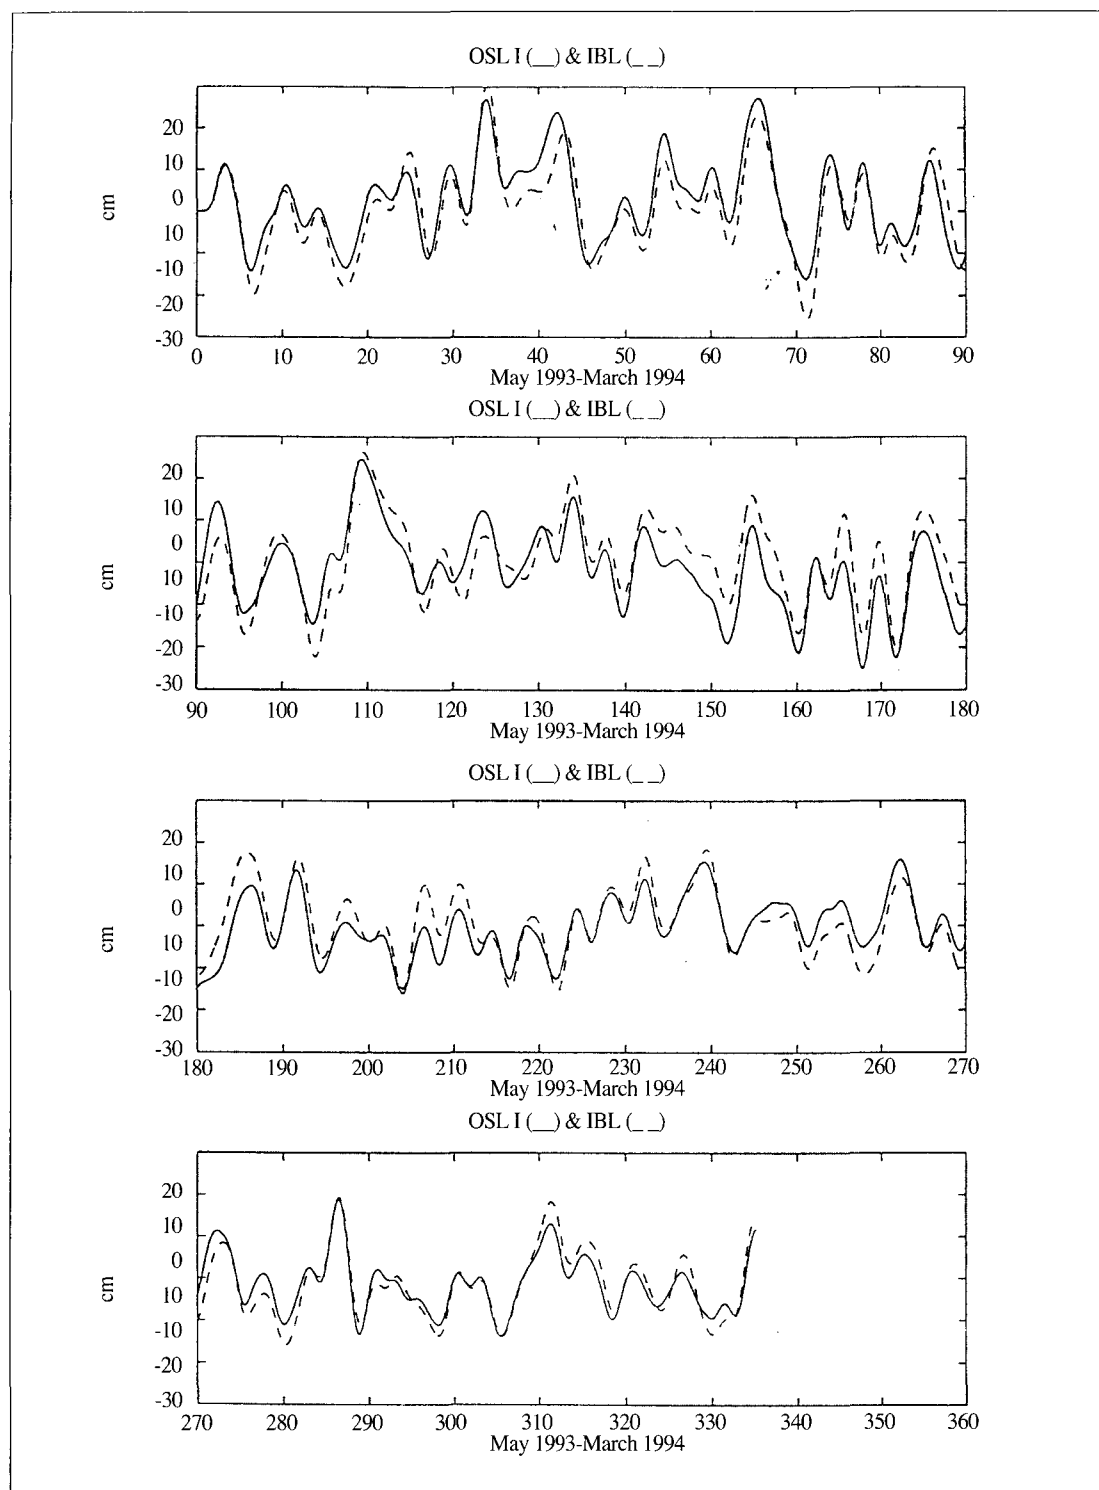 OSL I (__) & IBL (_ _)
20
10
0
10
-10
-20
-30
cm
0 10 20 30 40 50 60 70 80 90
May 1993-March 1994
OSL I (__) & IBL (_ _)
20
10
0
10
-10
-20
-30
cm
90 100 110 120 130 140 150 160 170 180
May 1993-March 1994
OSL I (__) & IBL (_ _)
20
10
0
10
-10
-20
-30
cm
180 190 200 210 220 230 240 250 260 270
May 1993-March 1994
OSL I (__) & IBL (_ _)
20
10
0
10
-10
-20
-30
cm
270 280 290 300 310 320 330 340 350 360
May 1993-March 1994